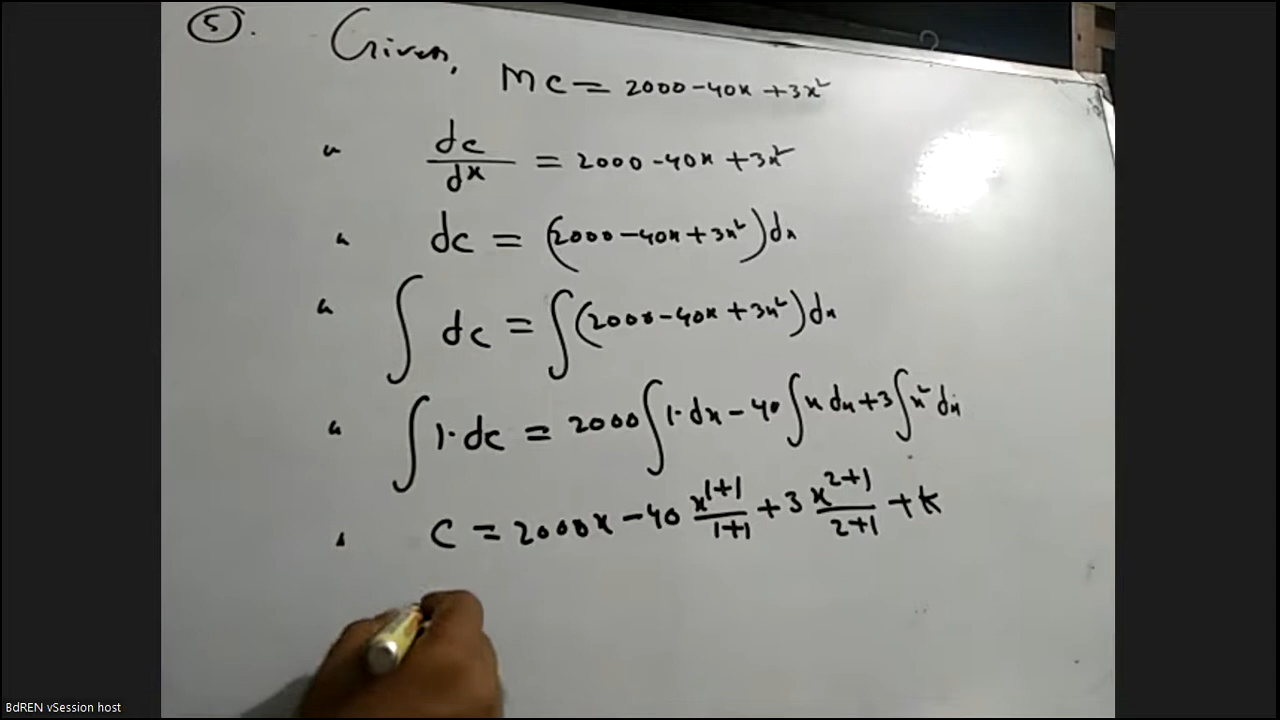 ⑤. Given,
MC = 2000 - 40x + 3x²
" dc/dx = 2000 - 40x + 3x²
" dc = (2000 - 40x + 3x²)dx
" ∫ dc = ∫(2000 - 40x + 3x²)dx
" ∫1·dc = 2000∫1·dx - 40∫x dx + 3∫x² dx
" C = 2000x - 40 x^(1+1)/(1+1) + 3 x^(2+1)/(2+1) + k
BdREN vSession host